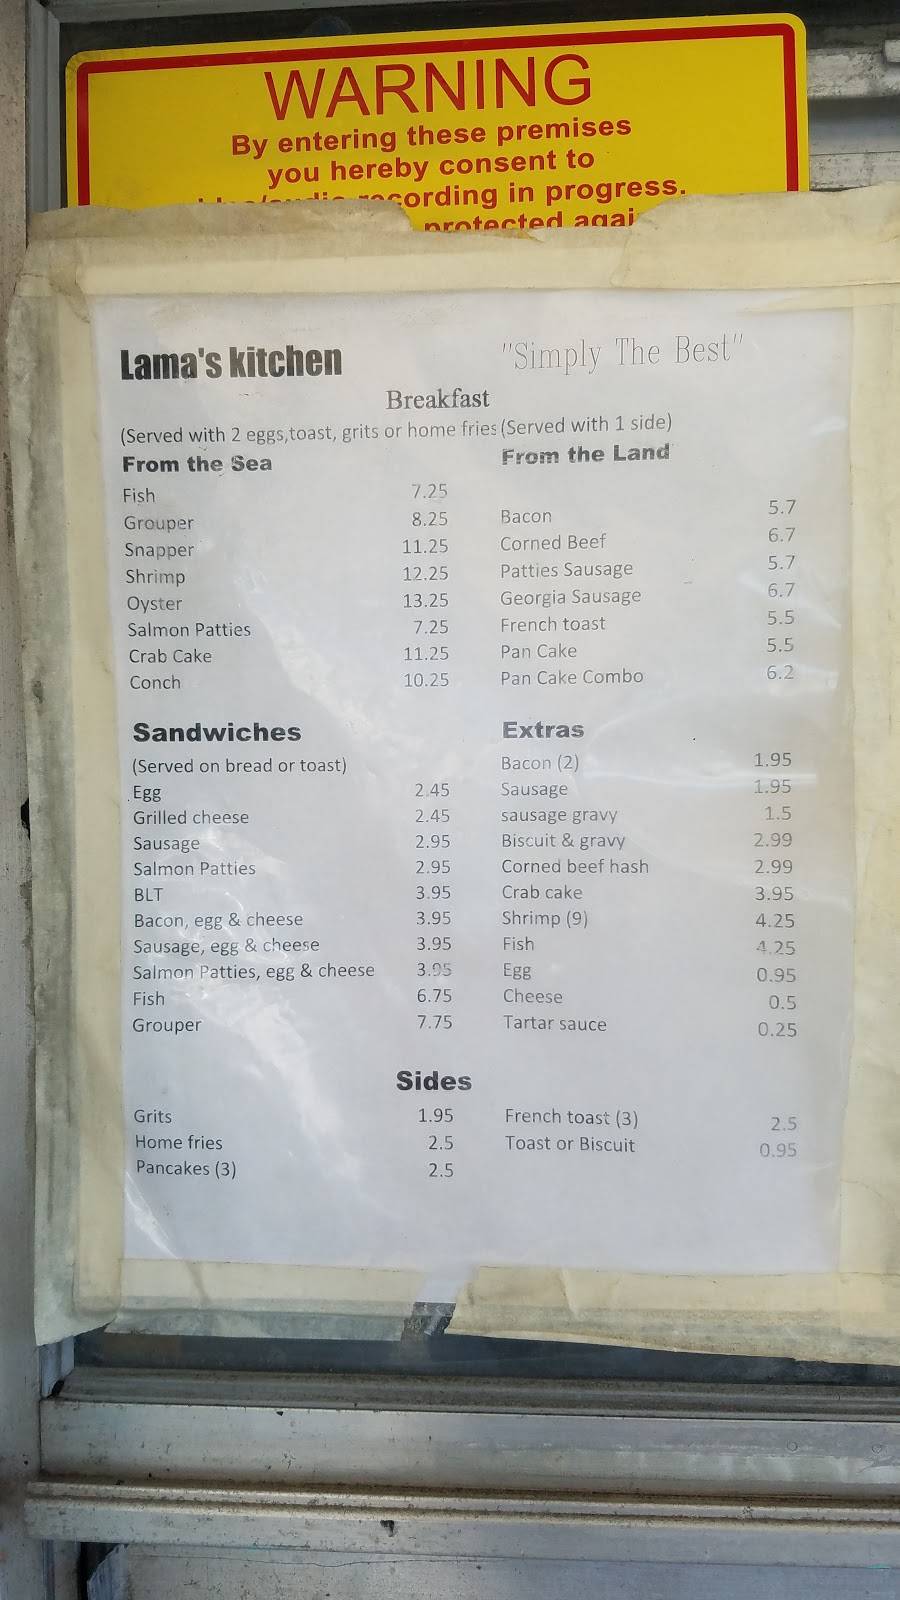 WARNING
By entering these premises
you hereby consent to
recording in progress.
protected
Lama's kitchen "Simply The Best"
Breakfast
(Served with 2 eggs,toast, grits or home fries (Served with 1 side)
From the Sea From the Land
Fish 7.25
Grouper 8.25 Bacon 5.7
Snapper 11.25 Corned Beef 6.7
Shrimp 12.25 Patties Sausage 5.7
Oyster 13.25 Georgia Sausage 6.7
Salmon Patties 7.25 French toast 5.5
Crab Cake 11.25 Pan Cake 5.5
Conch 10.25 Pan Cake Combo 6.2
Sandwiches Extras
(Served on bread or toast) Bacon (2) 1.95
Egg 2.45 Sausage 1.95
Grilled cheese 2.45 sausage gravy 1.5
Sausage 2.95 Biscuit & gravy 2.99
Salmon Patties 2.95 Corned beef hash 2.99
BLT 3.95 Crab cake 3.95
Bacon, egg & cheese 3.95 Shrimp (9) 4.25
Sausage, egg & cheese 3.95 Fish 4.25
Salmon Patties, egg & cheese 3.95 Egg 0.95
Fish 6.75 Cheese 0.5
Grouper 7.75 Tartar sauce 0.25
Sides
Grits 1.95 French toast (3) 2.5
Home fries 2.5 Toast or Biscuit 0.95
Pancakes (3) 2.5